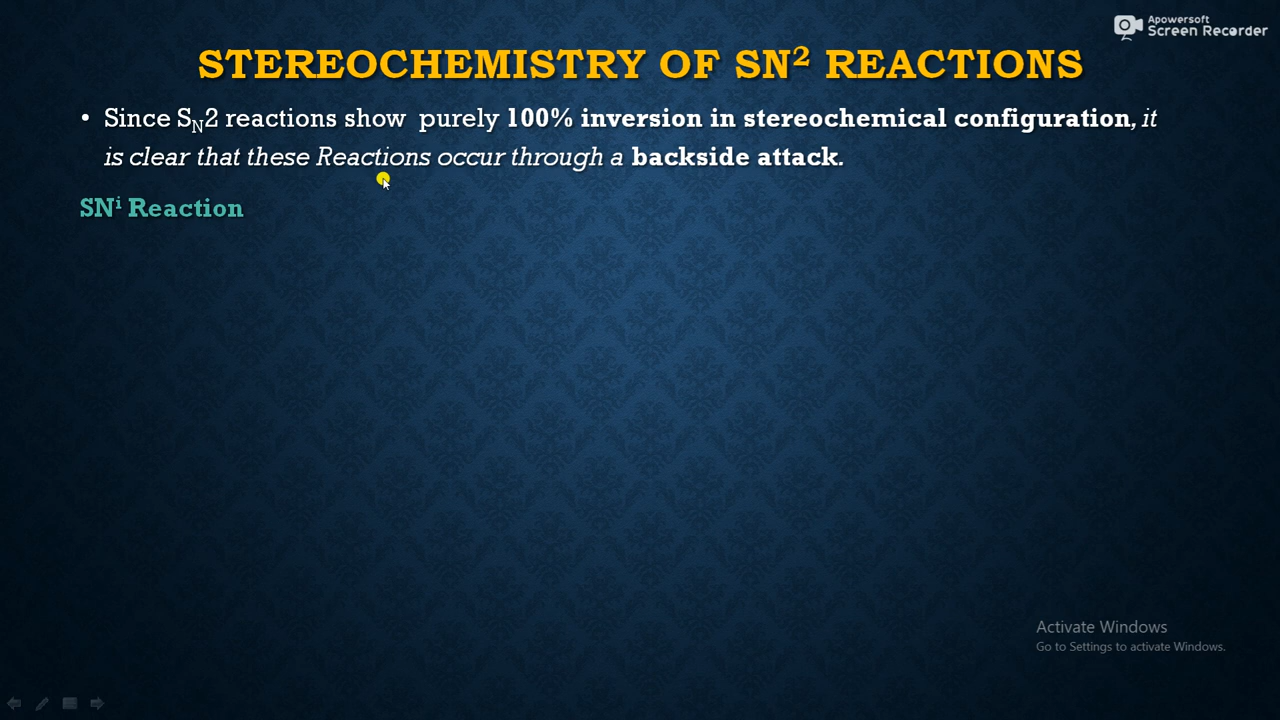 Apowersoft
Screen Recorder
STEREOCHEMISTRY OF SN² REACTIONS
• Since SN2 reactions show purely 100% inversion in stereochemical configuration, it
is clear that these Reactions occur through a backside attack.
SNⁱ Reaction
Activate Windows
Go to Settings to activate Windows.